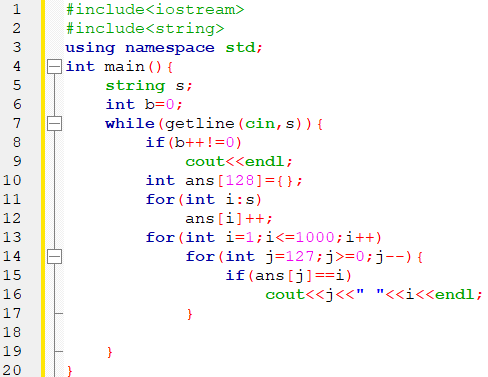 1 #include<iostream>
2 #include<string>
3 using namespace std;
4 int main(){
5 string s;
6 int b=0;
7 while(getline(cin,s)){
8 if(b++!=0)
9 cout<<endl;
10 int ans[128]={};
11 for(int i:s)
12 ans[i]++;
13 for(int i=1;i<=1000;i++)
14 for(int j=127;j>=0;j--){
15 if(ans[j]==i)
16 cout<<j<<" "<<i<<endl;
17 }
18
19 }
20 }